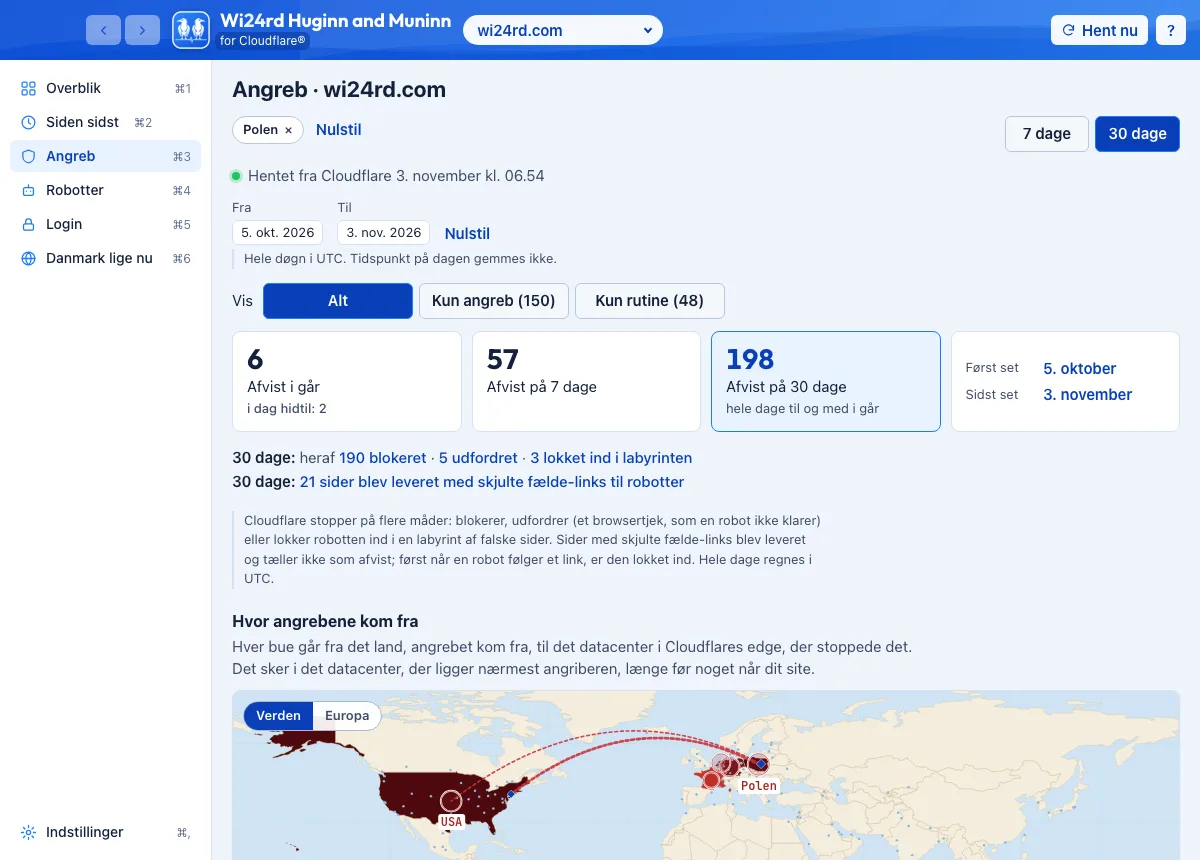 Wi24rd Huginn and Muninn
for Cloudflare®
wi24rd.com
Hent nu
?
Overblik ⌘1
Siden sidst ⌘2
Angreb ⌘3
Robotter ⌘4
Login ⌘5
Danmark lige nu ⌘6
Indstillinger ⌘,
Angreb · wi24rd.com
Polen ×
Nulstil
7 dage
30 dage
Hentet fra Cloudflare 3. november kl. 06.54
Fra
Til
5. okt. 2026
3. nov. 2026
Nulstil
Hele døgn i UTC. Tidspunkt på dagen gemmes ikke.
Vis
Alt
Kun angreb (150)
Kun rutine (48)
6
Afvist i går
i dag hidtil: 2
57
Afvist på 7 dage
198
Afvist på 30 dage
hele dage til og med i går
Først set 5. oktober
Sidst set 3. november
30 dage: heraf 190 blokeret · 5 udfordret · 3 lokket ind i labyrinten
30 dage: 21 sider blev leveret med skjulte fælde-links til robotter
Cloudflare stopper på flere måder: blokerer, udfordrer (et browsertjek, som en robot ikke klarer)
eller lokker robotten ind i en labyrint af falske sider. Sider med skjulte fælde-links blev leveret
og tæller ikke som afvist; først når en robot følger et link, er den lokket ind. Hele dage regnes i
UTC.
Hvor angrebene kom fra
Hver bue går fra det land, angrebet kom fra, til det datacenter i Cloudflares edge, der stoppede det.
Det sker i det datacenter, der ligger nærmest angriberen, længe før noget når dit site.
Verden
Europa
Polen
USA